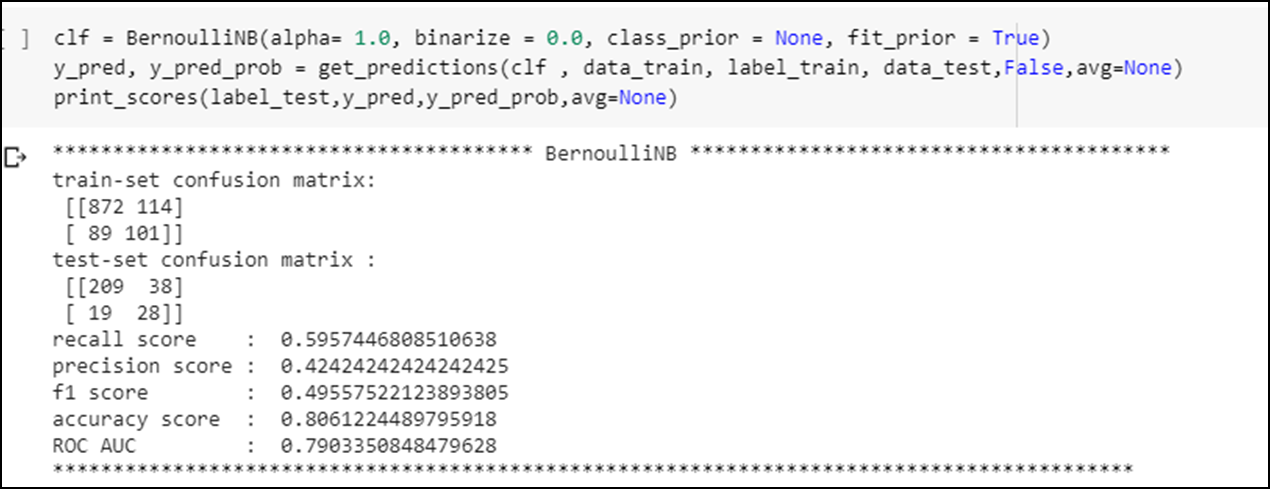 [ ] clf = BernoulliNB(alpha= 1.0, binarize = 0.0, class_prior = None, fit_prior = True)
y_pred, y_pred_prob = get_predictions(clf , data_train, label_train, data_test,False,avg=None)
print_scores(label_test,y_pred,y_pred_prob,avg=None)
**************************************** BernoulliNB ****************************************
train-set confusion matrix:
[[872 114]
[ 89 101]]
test-set confusion matrix :
[[209  38]
[ 19  28]]
recall score    :  0.5957446808510638
precision score :  0.42424242424242425
f1 score        :  0.49557522123893805
accuracy score  :  0.8061224489795918
ROC AUC         :  0.7903350848479628
******************************************************************************************